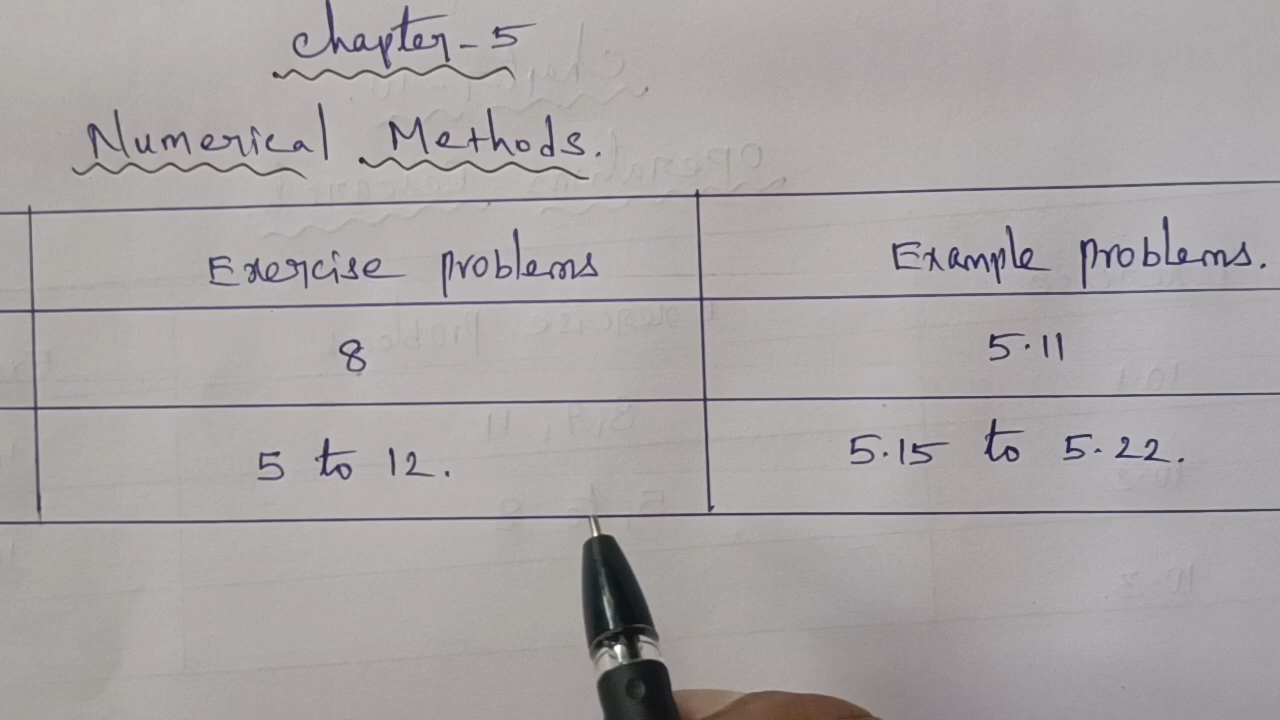 Chapter-5
Numerical Methods.
Exercise problems Example problems.
8 5.11
5 to 12. 5.15 to 5.22.